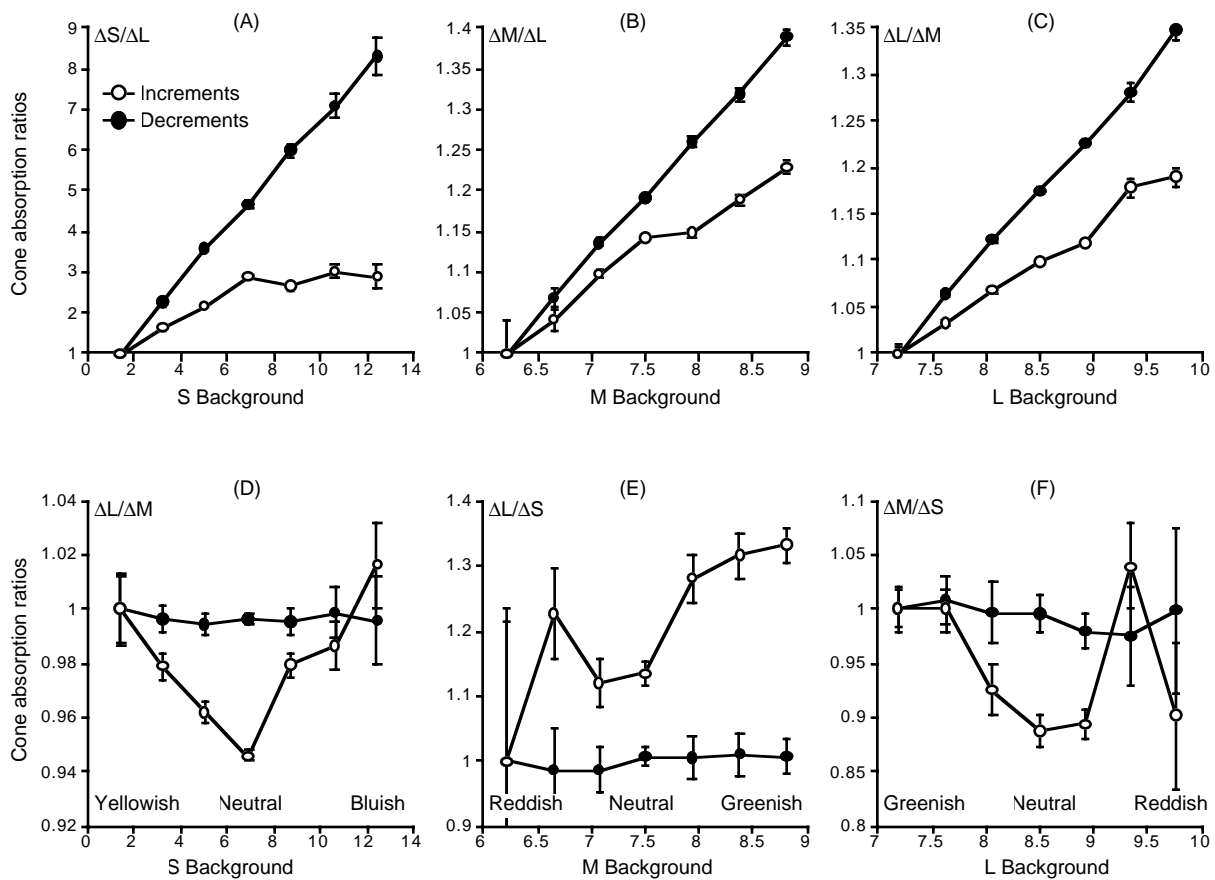 (A) (B) (C)
ΔS/ΔL ΔM/ΔL ΔL/ΔM
Increments
Decrements
Cone absorption ratios
9
8
7
6
5
4
3
2
1
0 2 4 6 8 10 12 14
S Background
1.4
1.35
1.3
1.25
1.2
1.15
1.1
1.05
1
6 6.5 7 7.5 8 8.5 9
M Background
1.35
1.3
1.25
1.2
1.15
1.1
1.05
1
7 7.5 8 8.5 9 9.5 10
L Background
(D) (E) (F)
ΔL/ΔM ΔL/ΔS ΔM/ΔS
Cone absorption ratios
1.04
1.02
1
0.98
0.96
0.94
0.92
Yellowish Neutral Bluish
0 2 4 6 8 10 12 14
S Background
1.4
1.3
1.2
1.1
1
0.9
Reddish Neutral Greenish
6 6.5 7 7.5 8 8.5 9
M Background
1.1
1.05
1
0.95
0.9
0.85
0.8
Greenish Neutral Reddish
7 7.5 8 8.5 9 9.5 10
L Background